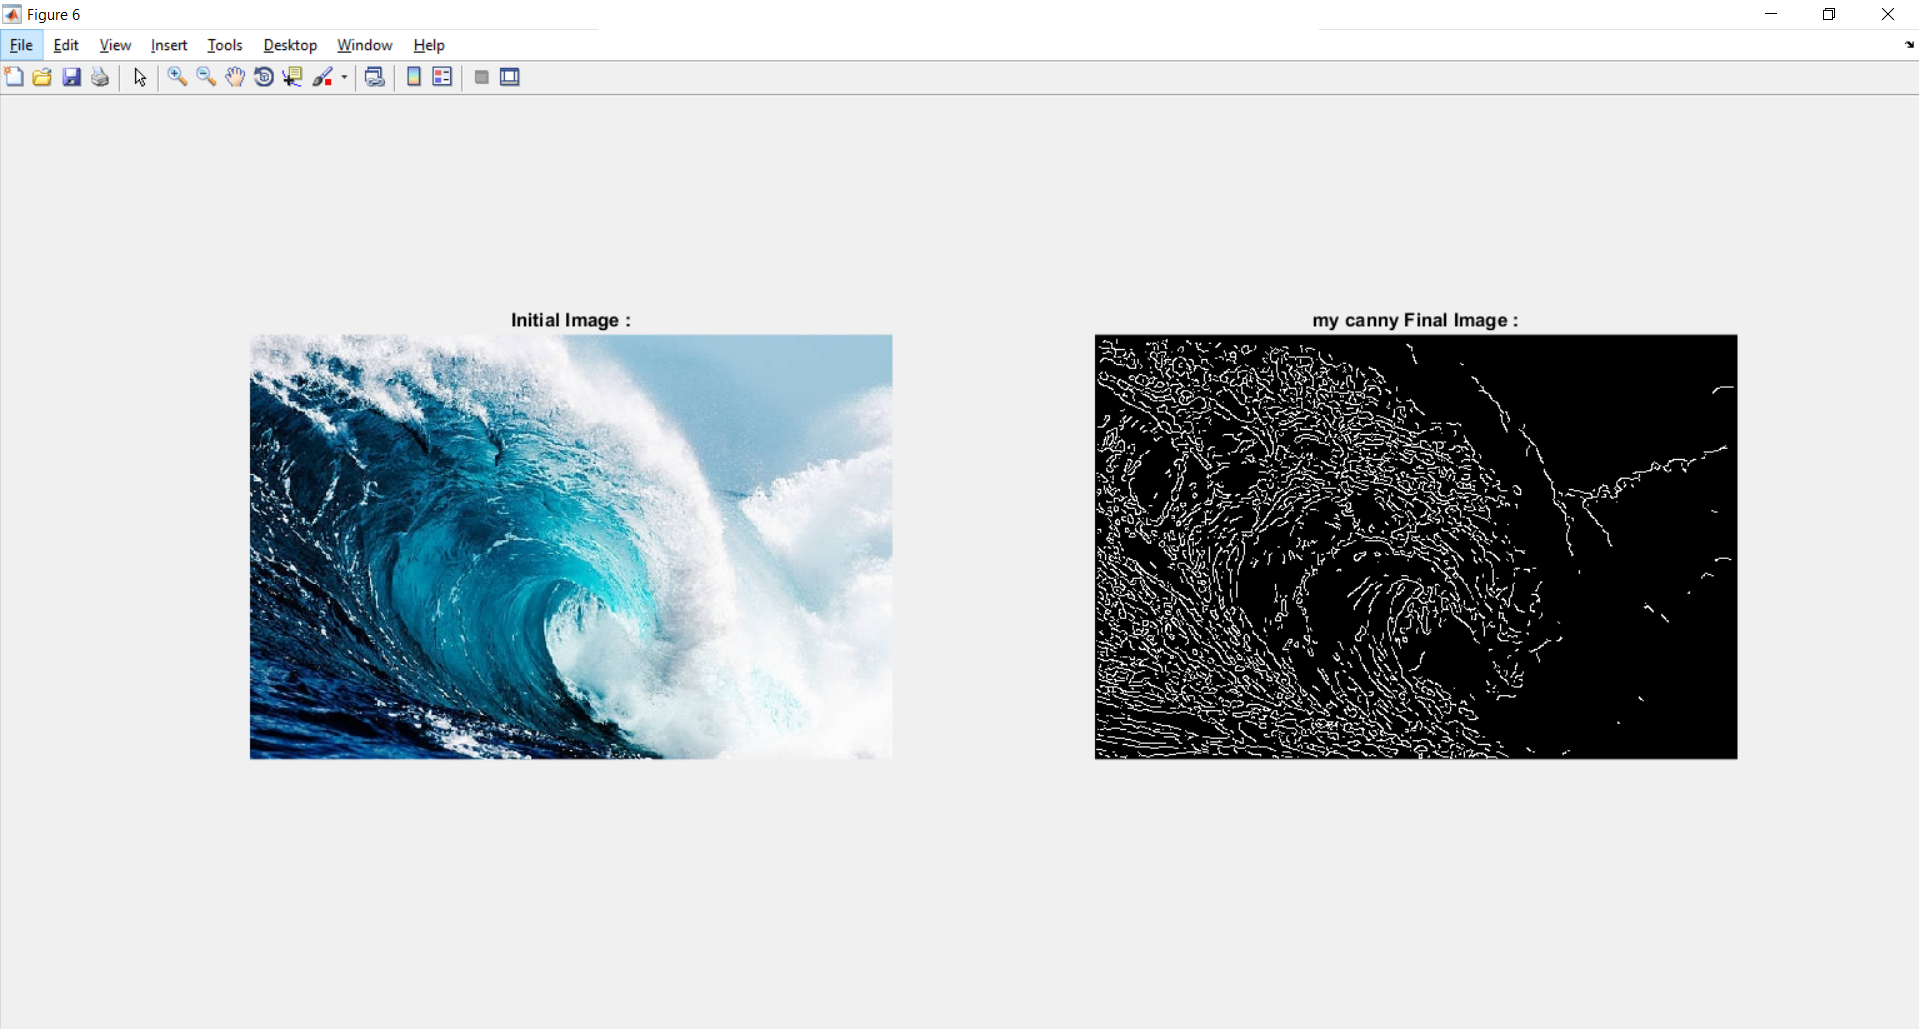 Figure 6
File Edit View Insert Tools Desktop Window Help
Initial Image :
my canny Final Image :